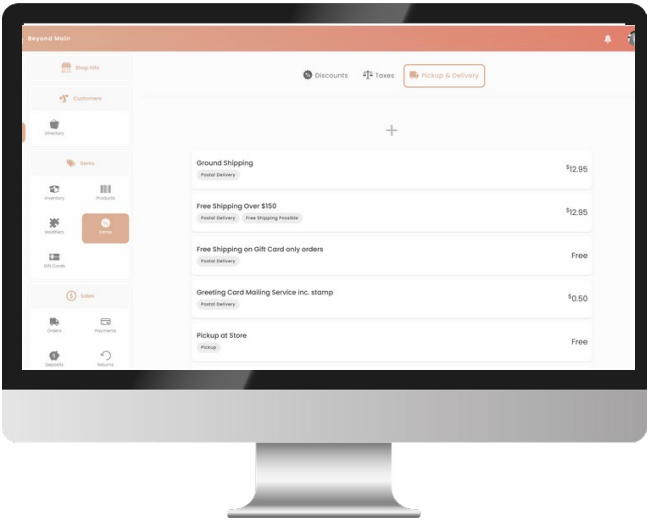 Beyond Main
Shop Info
Customers
Directory
Items
Inventory
Products
Modifiers
Items
Gift Cards
Sales
Orders
Payments
Deposits
Returns
Discounts
Taxes
Pickup & Delivery
+
Ground Shipping
Postal Delivery
$12.95
Free Shipping Over $150
Postal Delivery
Free Shipping Possible
$12.95
Free Shipping on Gift Card only orders
Postal Delivery
Free
Greeting Card Mailing Service inc. stamp
Postal Delivery
$0.50
Pickup at Store
Pickup
Free